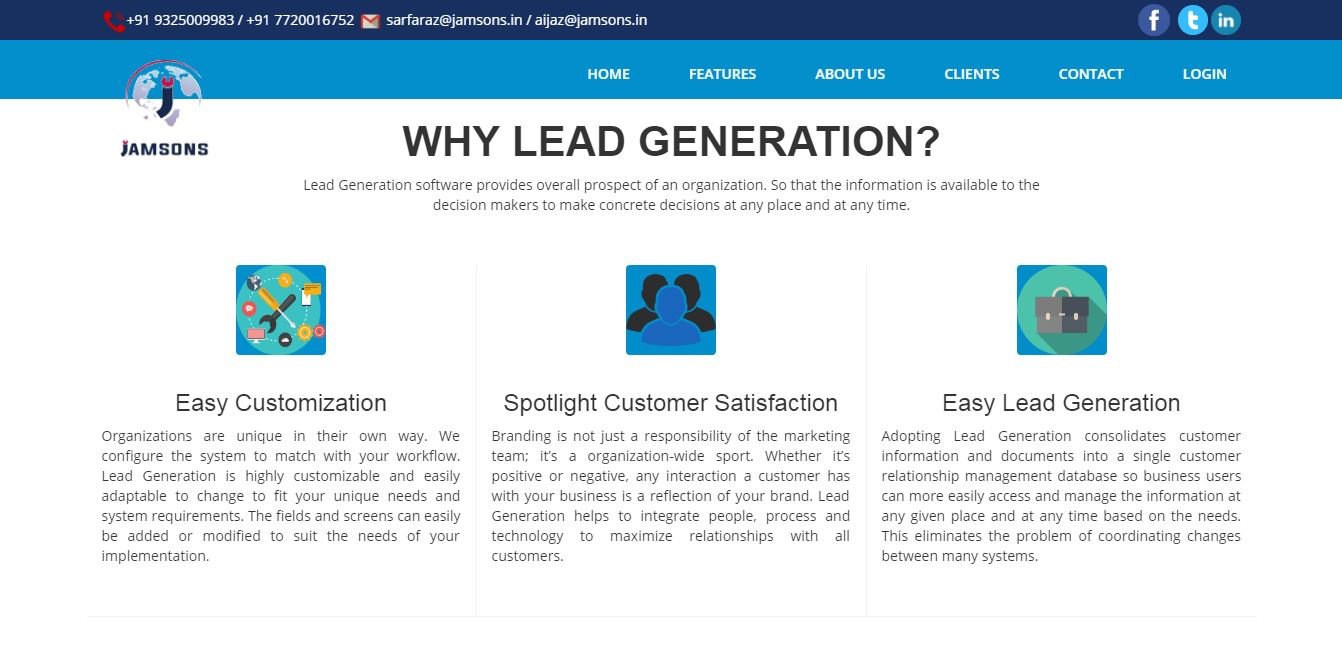 +91 9325009983 / +91 7720016752 sarfaraz@jamsons.in / aijaz@jamsons.in
f t in
HOME FEATURES ABOUT US CLIENTS CONTACT LOGIN
JAMSONS
WHY LEAD GENERATION?
Lead Generation software provides overall prospect of an organization. So that the information is available to the
decision makers to make concrete decisions at any place and at any time.
Easy Customization
Organizations are unique in their own way. We
configure the system to match with your workflow.
Lead Generation is highly customizable and easily
adaptable to change to fit your unique needs and
system requirements. The fields and screens can easily
be added or modified to suit the needs of your
implementation.
Spotlight Customer Satisfaction
Branding is not just a responsibility of the marketing
team; it’s a organization-wide sport. Whether it’s
positive or negative, any interaction a customer has
with your business is a reflection of your brand. Lead
Generation helps to integrate people, process and
technology to maximize relationships with all
customers.
Easy Lead Generation
Adopting Lead Generation consolidates customer
information and documents into a single customer
relationship management database so business users
can more easily access and manage the information at
any given place and at any time based on the needs.
This eliminates the problem of coordinating changes
between many systems.